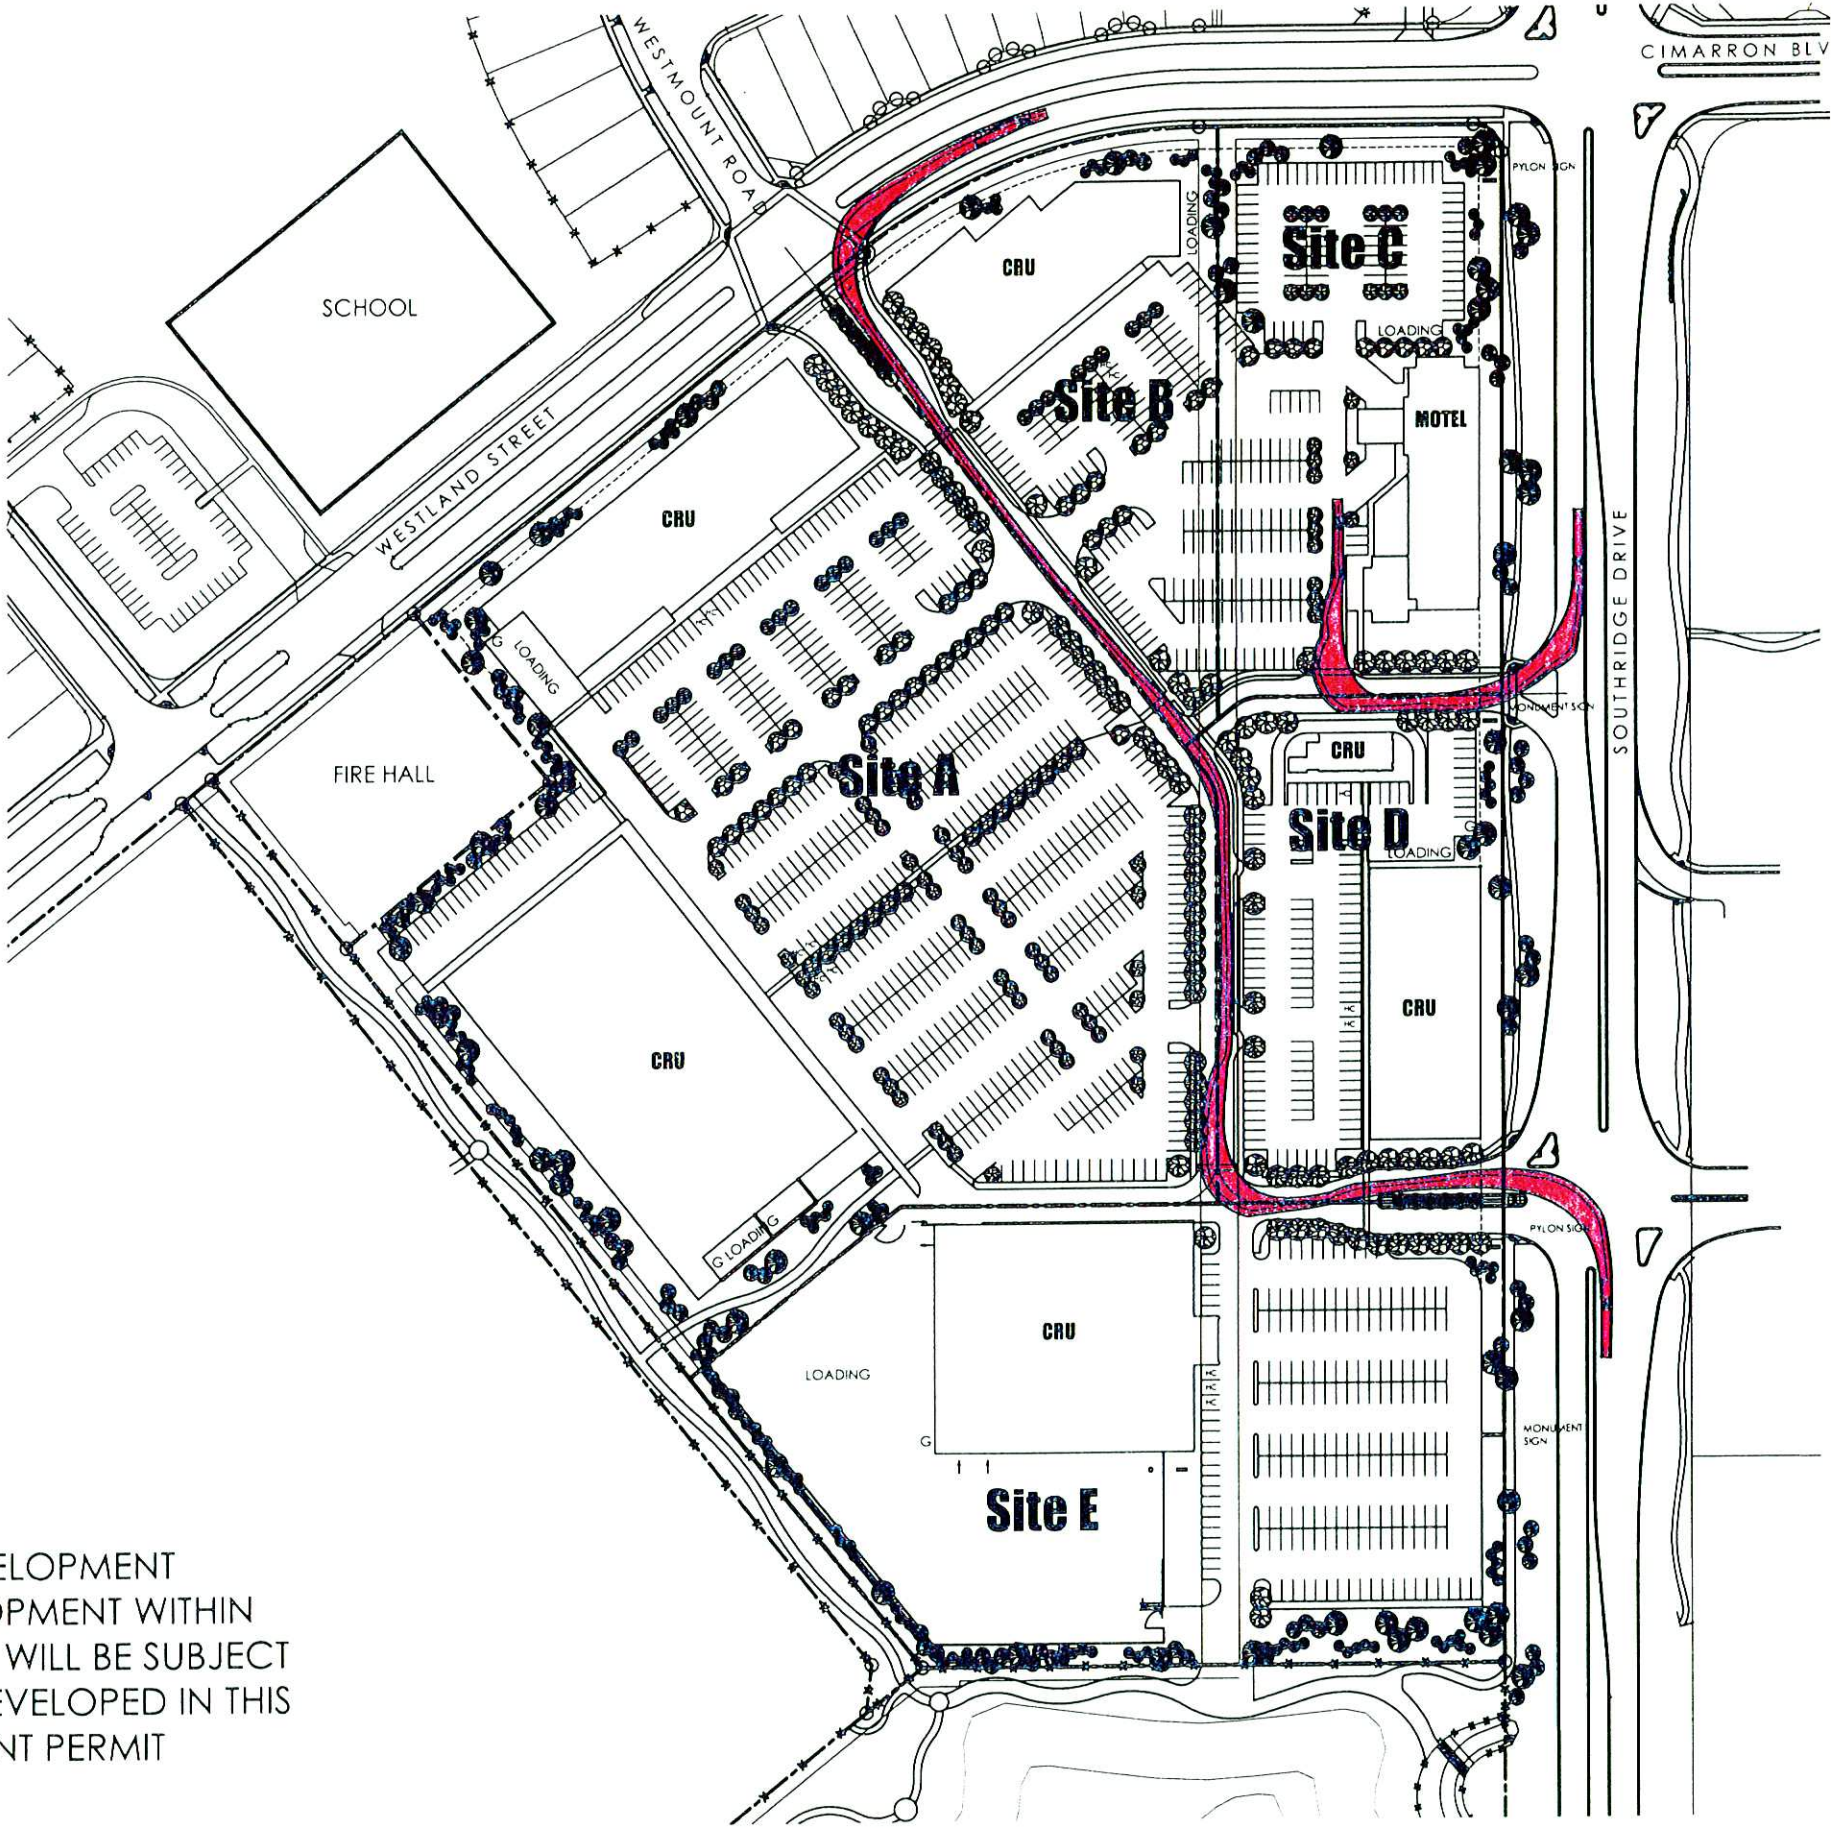 CIMARRON BLV
WESTMOUNT ROAD
PYLON SIGN
LOADING
Site C
CRU
SCHOOL
LOADING
Site B
MOTEL
WESTLAND STREET
CRU
SOUTHRIDGE DRIVE
G
LOADING
MONUMENT SIGN
CRU
FIRE HALL
Site A
Site D
G
LOADING
CRU
CRU
G LOADING
PYLON SIGN
CRU
LOADING
MONUMENT
SIGN
G
Site E
ELOPMENT
OPMENT WITHIN
WILL BE SUBJECT
EVELOPED IN THIS
NT PERMIT